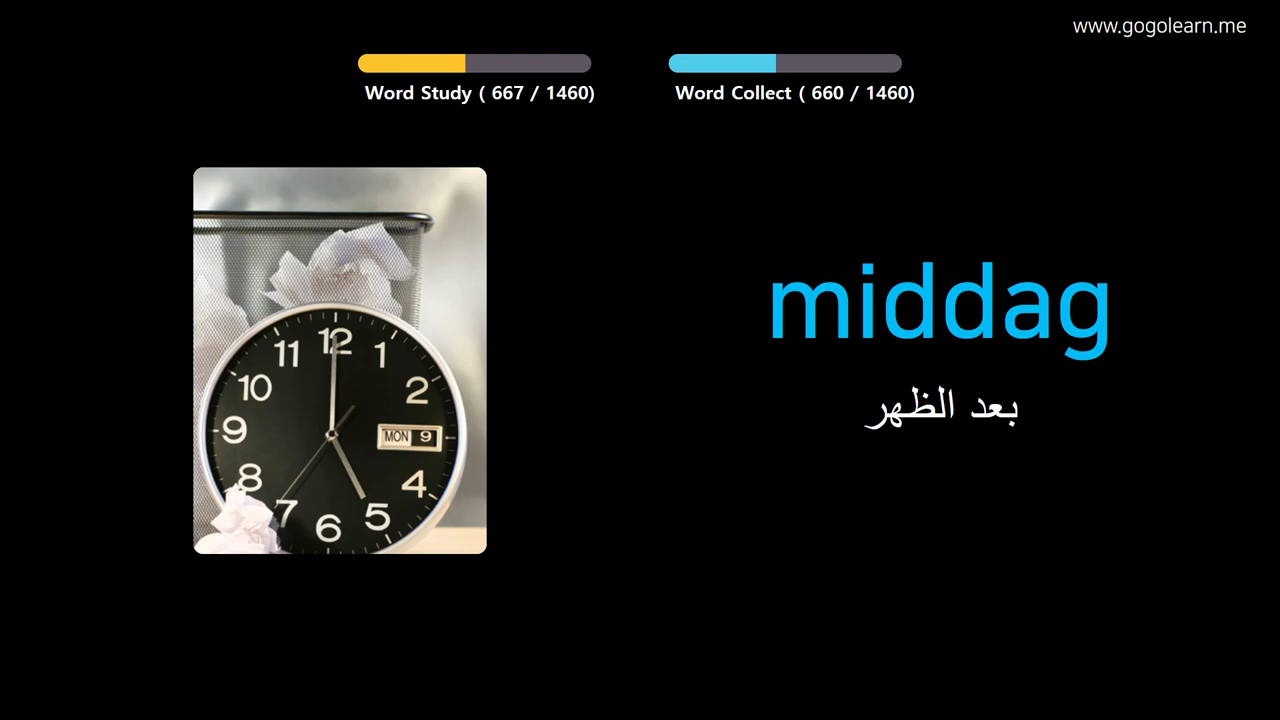 www.gogolearn.me
Word Study ( 667 / 1460)
Word Collect ( 660 / 1460)
12
11
1
10
2
9
MON 9
8
4
7
5
6
middag
بعد الظهر